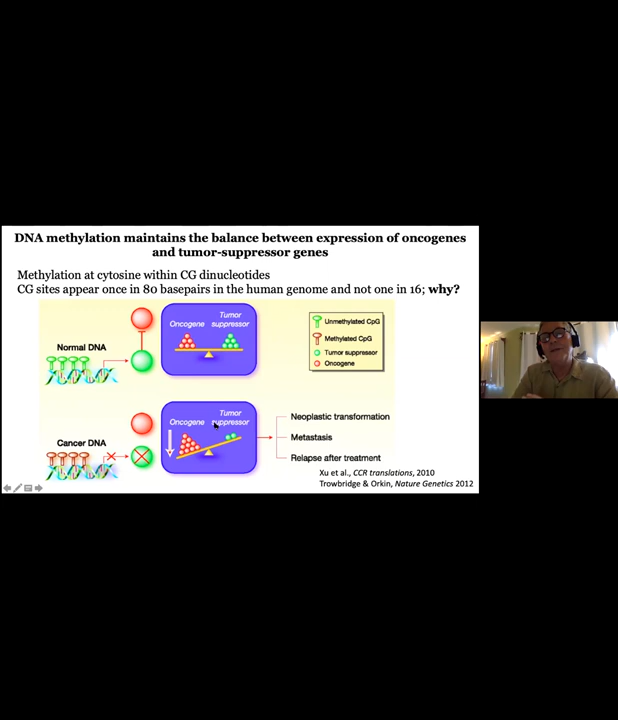 DNA methylation maintains the balance between expression of oncogenes
and tumor-suppressor genes
Methylation at cytosine within CG dinucleotides
CG sites appear once in 80 basepairs in the human genome and not one in 16; why?
Normal DNA
Oncogene
Tumor
suppressor
Unmethylated CpG
Methylated CpG
Tumor suppressor
Oncogene
Cancer DNA
Oncogene
Tumor
suppressor
Neoplastic transformation
Metastasis
Relapse after treatment
Xu et al., CCR translations, 2010
Trowbridge & Orkin, Nature Genetics 2012